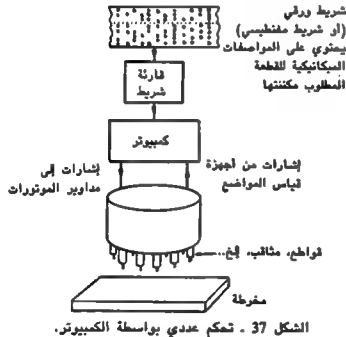 شريط ورقي
(أو شريط مغنطيسي)
يحتوي على المواصفات
الميكانيكية للقطعة
المطلوب مكننتها
قارئة
شريط
كمبيوتر
إشارات من أجهزة
قياس المواضع
إشارات إلى
مداوير الموتورات
قواطع، مثاقب، إلخ...
مخرطة
الشكل 37 - تحكم عددي بواسطة الكمبيوتر.